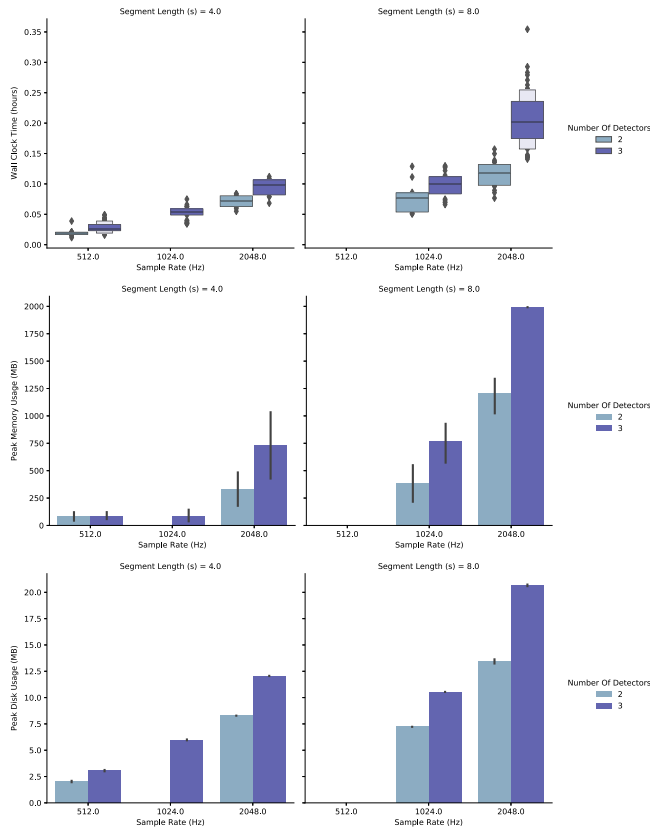 Segment Length (s) = 4.0
Segment Length (s) = 8.0
0.35
0.30
0.25
0.20
0.15
0.10
0.05
0.00
Wall Clock Time (hours)
512.0 1024.0 2048.0
Sample Rate (Hz)
512.0 1024.0 2048.0
Sample Rate (Hz)
Number Of Detectors
2
3
Segment Length (s) = 4.0
Segment Length (s) = 8.0
2000
1750
1500
1250
1000
750
500
250
0
Peak Memory Usage (MB)
512.0 1024.0 2048.0
Sample Rate (Hz)
512.0 1024.0 2048.0
Sample Rate (Hz)
Number Of Detectors
2
3
Segment Length (s) = 4.0
Segment Length (s) = 8.0
20.0
17.5
15.0
12.5
10.0
7.5
5.0
2.5
0.0
Peak Disk Usage (MB)
512.0 1024.0 2048.0
Sample Rate (Hz)
512.0 1024.0 2048.0
Sample Rate (Hz)
Number Of Detectors
2
3